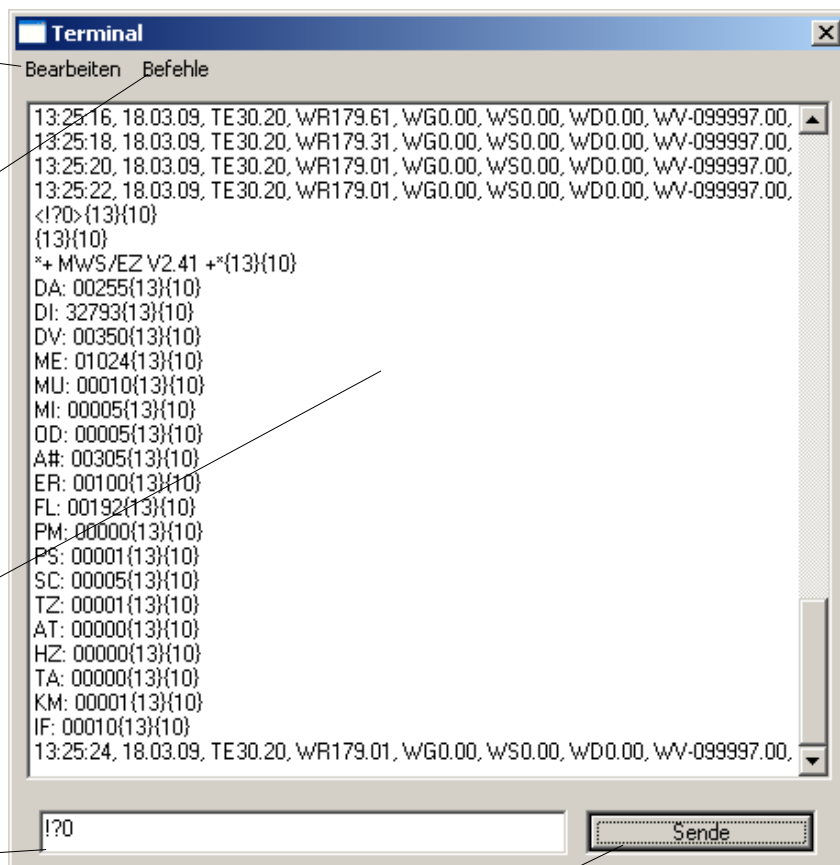 Terminal
Bearbeiten Befehle
13:25:16, 18.03.09, TE30.20, WR179.61, WG0.00, WS0.00, WD0.00, WV-099997.00,
13:25:18, 18.03.09, TE30.20, WR179.31, WG0.00, WS0.00, WD0.00, WV-099997.00,
13:25:20, 18.03.09, TE30.20, WR179.01, WG0.00, WS0.00, WD0.00, WV-099997.00,
13:25:22, 18.03.09, TE30.20, WR179.01, WG0.00, WS0.00, WD0.00, WV-099997.00,
<!?0>{13}{10}
{13}{10}
*+ MWS/EZ V2.41 +*{13}{10}
DA: 00255{13}{10}
DI: 32793{13}{10}
DV: 00350{13}{10}
ME: 01024{13}{10}
MU: 00010{13}{10}
MI: 00005{13}{10}
OD: 00005{13}{10}
A#: 00305{13}{10}
ER: 00100{13}{10}
FL: 00192{13}{10}
PM: 00000{13}{10}
PS: 00001{13}{10}
SC: 00005{13}{10}
TZ: 00001{13}{10}
AT: 00000{13}{10}
HZ: 00000{13}{10}
TA: 00000{13}{10}
KM: 00001{13}{10}
IF: 00010{13}{10}
13:25:24, 18.03.09, TE30.20, WR179.01, WG0.00, WS0.00, WD0.00, WV-099997.00,
!?0
Sende